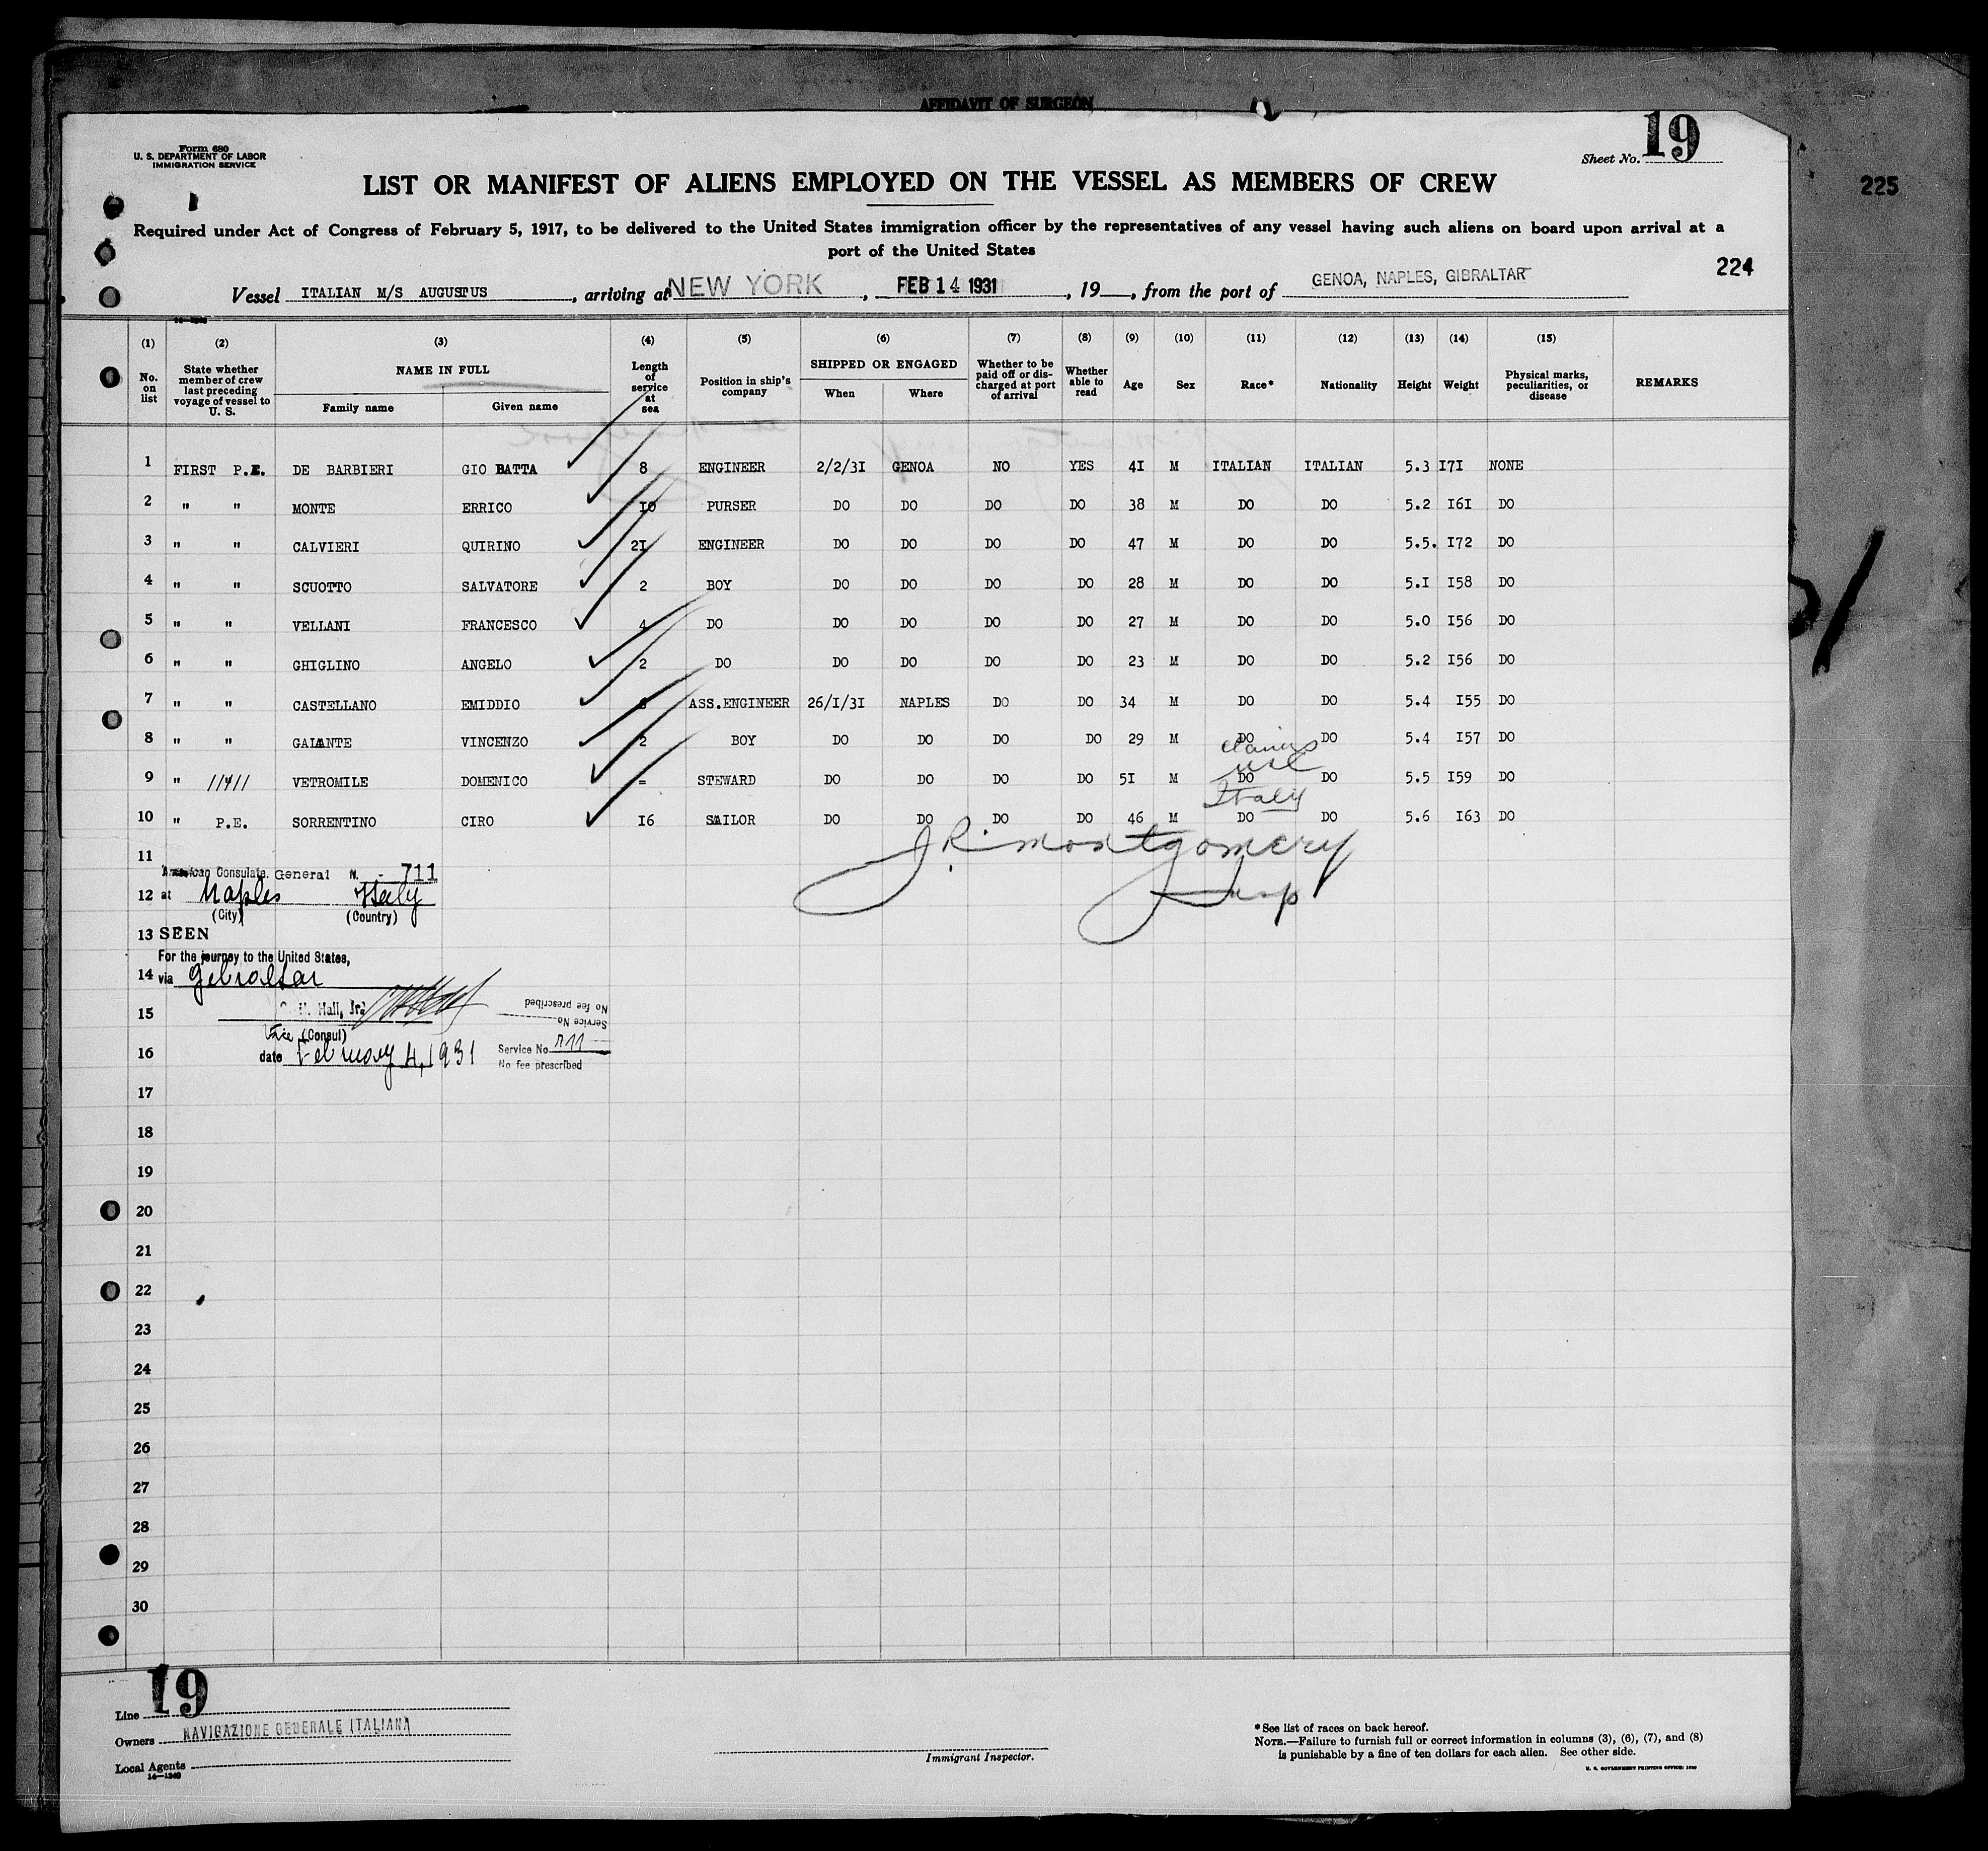 AFFIDAVIT OF SURGEON
Form 680
U. S. DEPARTMENT OF LABOR
IMMIGRATION SERVICE
Sheet No. 19
225
LIST OR MANIFEST OF ALIENS EMPLOYED ON THE VESSEL AS MEMBERS OF CREW
Required under Act of Congress of February 5, 1917, to be delivered to the United States immigration officer by the representatives of any vessel having such aliens on board upon arrival at a
port of the United States
224
Vessel ITALIAN M/S AUGUSTUS, arriving at NEW YORK, FEB 14 1931, 19, from the port of GENOA, NAPLES, GIBRALTAR
(1) (2) (3) (4) (5) (6) (7) (8) (9) (10) (11) (12) (13) (14) (15)
No. on list State whether member of crew last preceding voyage of vessel to U. S. NAME IN FULL Family name Given name Length of service at sea Position in ship's company SHIPPED OR ENGAGED When Where Whether to be paid off or dis-charged at port of arrival Whether able to read Age Sex Race* Nationality Height Weight Physical marks, peculiarities, or disease REMARKS
1 FIRST P.E. DE BARBIERI GIO BATTA 8 ENGINEER 2/2/31 GENOA NO YES 41 M ITALIAN ITALIAN 5.3 171 NONE
2 " " MONTE ERRICO 10 PURSER DO DO DO DO 38 M DO DO 5.2 161 DO
3 " " CALVIERI QUIRINO 21 ENGINEER DO DO DO DO 47 M DO DO 5.5. 172 DO
4 " " SCUOTTO SALVATORE 2 BOY DO DO DO DO 28 M DO DO 5.1 158 DO
5 " " VELLANI FRANCESCO 4 DO DO DO DO DO 27 M DO DO 5.0 156 DO
6 " " GHIGLINO ANGELO 2 DO DO DO DO DO 23 M DO DO 5.2 156 DO
7 " " CASTELLANO EMIDDIO ASS.ENGINEER 26/1/31 NAPLES DO DO 34 M DO DO 5.4 155 DO
8 " " GALANTE VINCENZO 2 BOY DO DO DO DO 29 M DO DO 5.4 157 DO
claims
USC
9 " VETROMILE DOMENICO = STEWARD DO DO DO DO 51 M DO DO 5.5 159 DO
Italy
10 " P.E. SORRENTINO CIRO 16 SAILOR DO DO DO DO 46 M DO DO 5.6 163 DO
J R Montgomery
Insp
11
American Consulate General N. - 711
12 at Naples Italy
(City) (Country)
13 SEEN
For the journey to the United States,
14 via Gibraltar
15 Hall, Jr.
No fee prescribed
Service No
Vice (Consul)
16 date February 4, 1931
Service No 711
No fee prescribed
17
18
19
20
21
22
23
24
25
26
27
28
29
30
Line 19
Owners NAVIGAZIONE GENERALE ITALIANA
Local Agents
14—1240
Immigrant Inspector.
*See list of races on back hereof.
NOTE.—Failure to furnish full or correct information in columns (3), (6), (7), and (8)
is punishable by a fine of ten dollars for each alien. See other side.
U. S. GOVERNMENT PRINTING OFFICE: